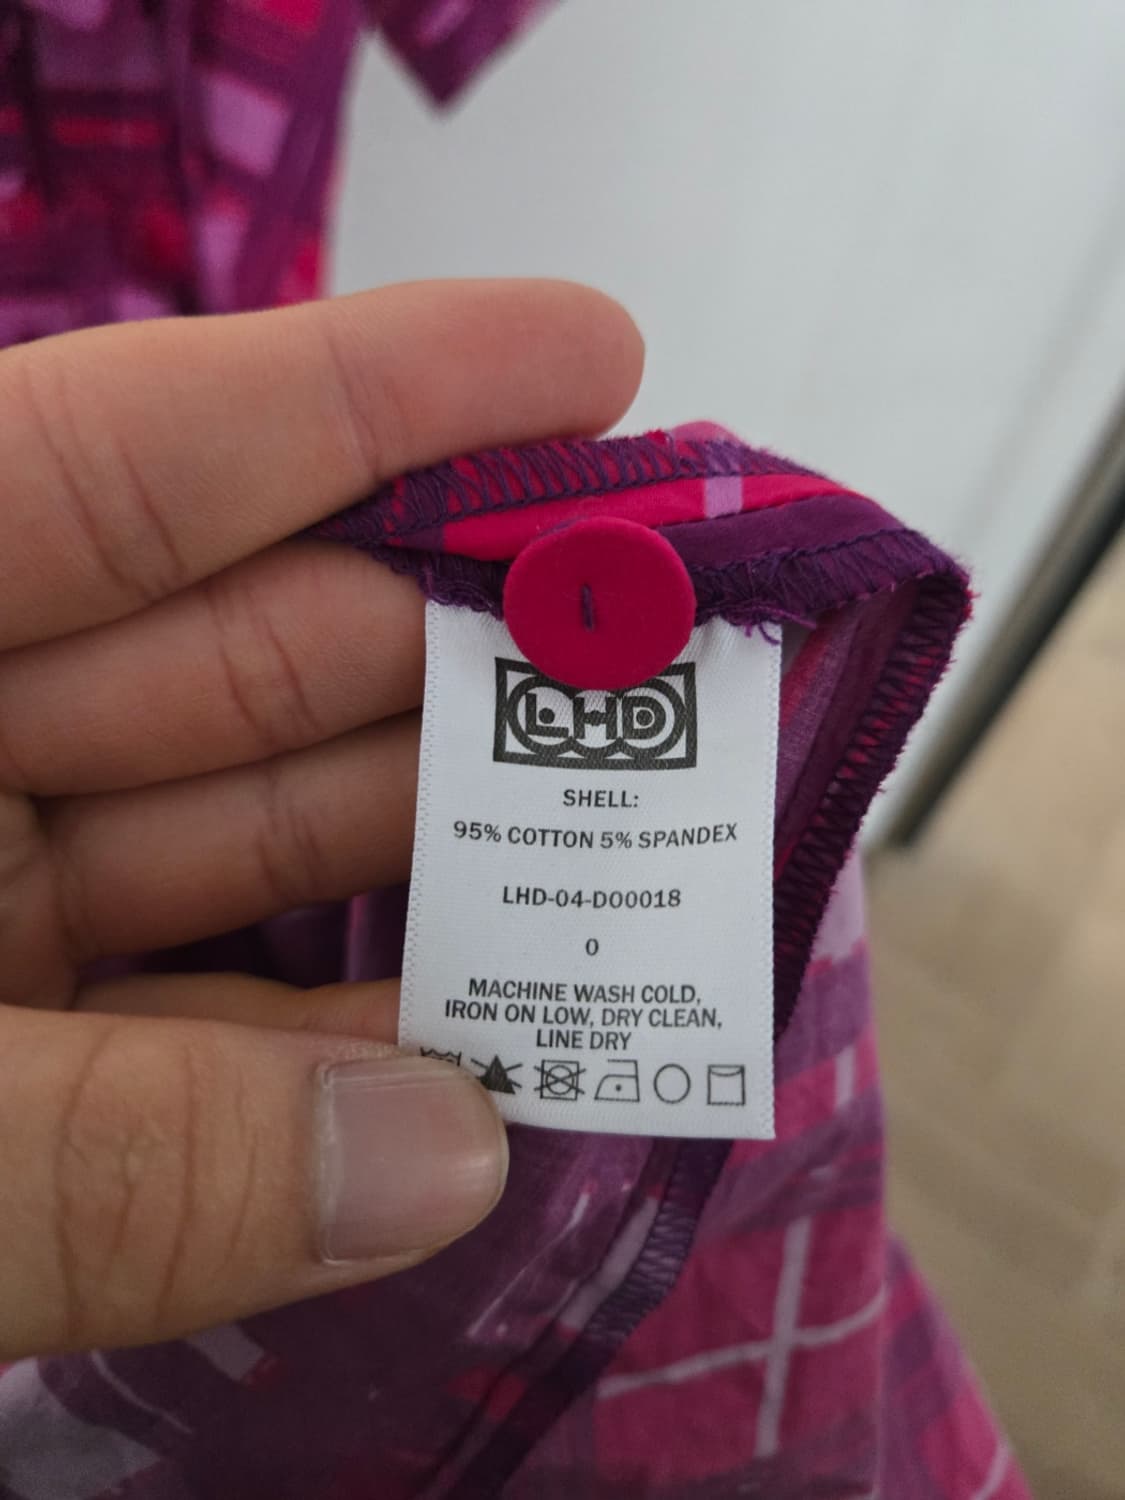 LHD
SHELL:
95% COTTON 5% SPANDEX
LHD-04-D00018
0
MACHINE WASH COLD,
IRON ON LOW, DRY CLEAN,
LINE DRY